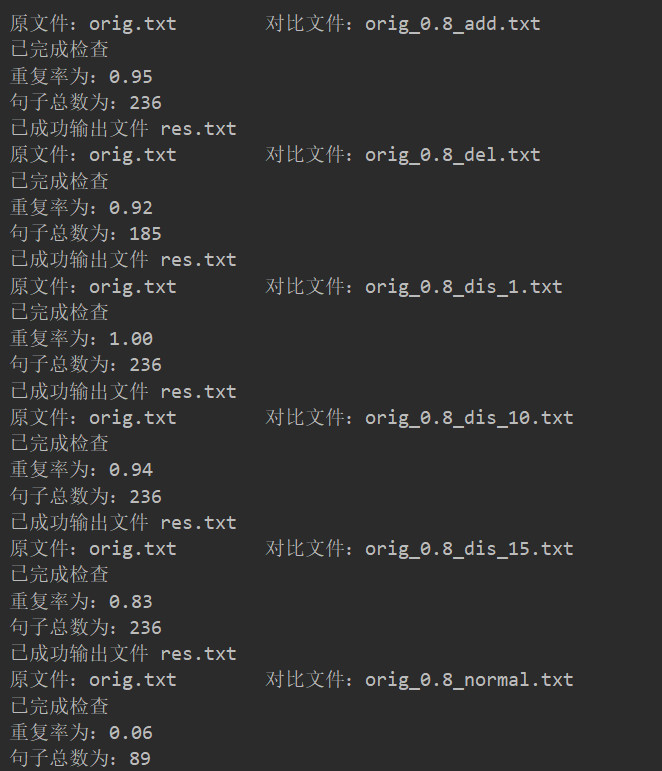 原文件：orig.txt        对比文件：orig_0.8_add.txt
已完成检查
重复率为：0.95
句子总数为：236
已成功输出文件 res.txt
原文件：orig.txt        对比文件：orig_0.8_del.txt
已完成检查
重复率为：0.92
句子总数为：185
已成功输出文件 res.txt
原文件：orig.txt        对比文件：orig_0.8_dis_1.txt
已完成检查
重复率为：1.00
句子总数为：236
已成功输出文件 res.txt
原文件：orig.txt        对比文件：orig_0.8_dis_10.txt
已完成检查
重复率为：0.94
句子总数为：236
已成功输出文件 res.txt
原文件：orig.txt        对比文件：orig_0.8_dis_15.txt
已完成检查
重复率为：0.83
句子总数为：236
已成功输出文件 res.txt
原文件：orig.txt        对比文件：orig_0.8_normal.txt
已完成检查
重复率为：0.06
句子总数为：89